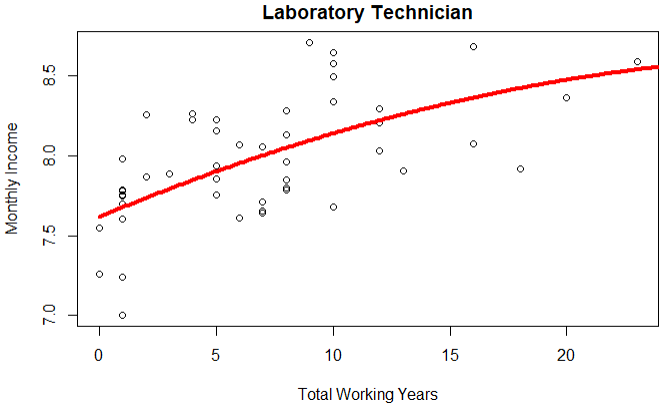 Laboratory Technician
Monthly Income
8.5
8.0
7.5
7.0
0 5 10 15 20
Total Working Years